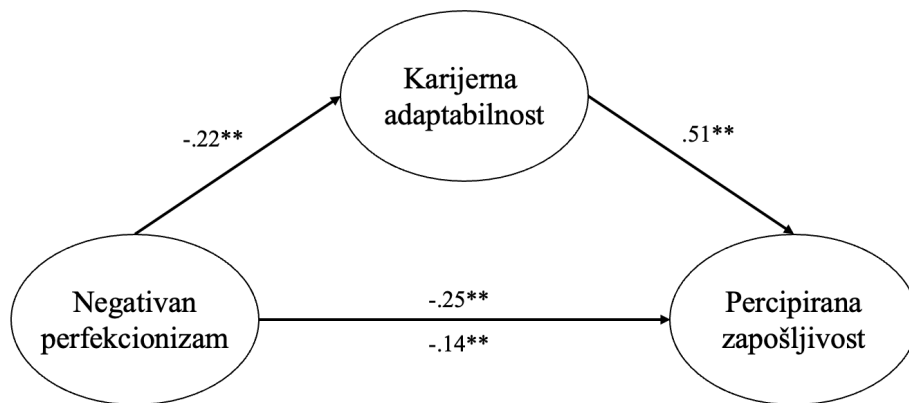 Karijerna
adaptabilnost
-.22**
.51**
Negativan
perfekcionizam
-.25**
-.14**
Percipirana
zapošljivost